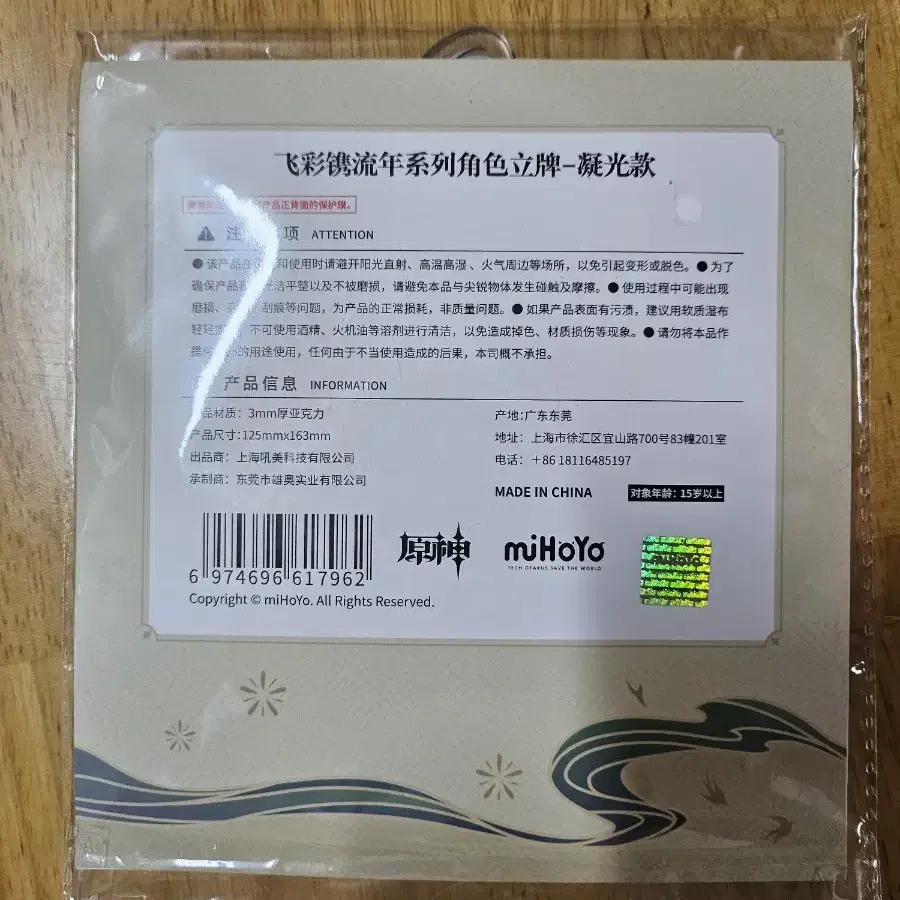 飞彩镌流年系列角色立牌-凝光款
产品正背面的保护膜。
注 项 ATTENTION
● 该产品在 和使用时请避开阳光直射、高温高湿、火气周边等场所，以免引起变形或脱色。● 为了
确保产品 光洁平整以及不被磨损，请避免本品与尖锐物体发生碰触及摩擦。● 使用过程中可能出现
磨损、 刮痕等问题，为产品的正常损耗，非质量问题。● 如果产品表面有污渍，建议用软质湿布
轻轻 不可使用酒精、火机油等溶剂进行清洁，以免造成掉色、材质损伤等现象。● 请勿将本品作
摆件 的用途使用，任何由于不当使用造成的后果，本司概不承担。
产品信息 INFORMATION
品材质：3mm厚亚克力
产品尺寸：125mmx163mm
出品商：上海吼美科技有限公司
承制商：东莞市雄奥实业有限公司
产地:广东东莞
地址：上海市徐汇区宜山路700号83幢201室
电话：+86 18116485197
MADE IN CHINA
对象年龄：15岁以上
6 974696 617962
原神
miHoYo
TECH OTAKUS SAVE THE WORLD
miHoYo
Copyright © miHoYo. All Rights Reserved.